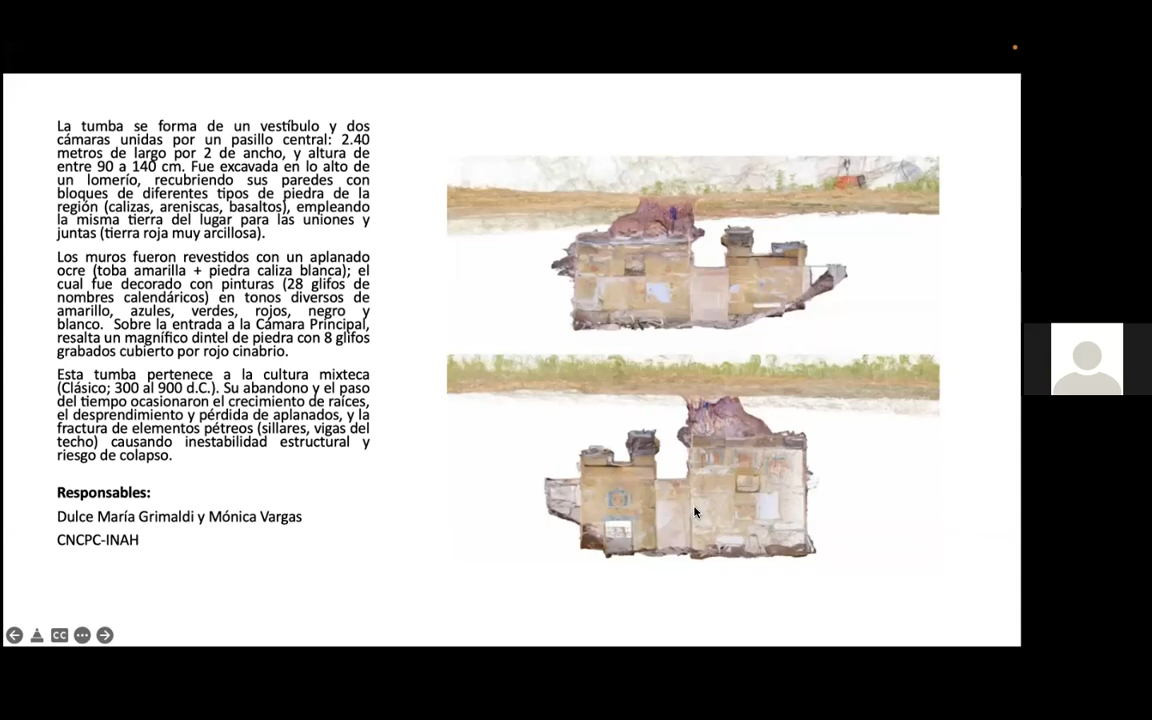 La tumba se forma de un vestíbulo y dos
cámaras unidas por un pasillo central: 2.40
metros de largo por 2 de ancho, y altura de
entre 90 a 140 cm. Fue excavada en lo alto de
un lomerío, recubriendo sus paredes con
bloques de diferentes tipos de piedra de la
región (calizas, areniscas, basaltos), empleando
la misma tierra del lugar para las uniones y
juntas (tierra roja muy arcillosa).
Los muros fueron revestidos con un aplanado
ocre (toba amarilla + piedra caliza blanca); el
cual fue decorado con pinturas (28 glifos de
nombres calendáricos) en tonos diversos de
amarillo, azules, verdes, rojos, negro y
blanco. Sobre la entrada a la Cámara Principal,
resalta un magnífico dintel de piedra con 8 glifos
grabados cubierto por rojo cinabrio.
Esta tumba pertenece a la cultura mixteca
(Clásico; 300 al 900 d.C.). Su abandono y el paso
del tiempo ocasionaron el crecimiento de raíces,
el desprendimiento y pérdida de aplanados, y la
fractura de elementos pétreos (sillares, vigas del
techo) causando inestabilidad estructural y
riesgo de colapso.
Responsables:
Dulce María Grimaldi y Mónica Vargas
CNCPC-INAH
CC